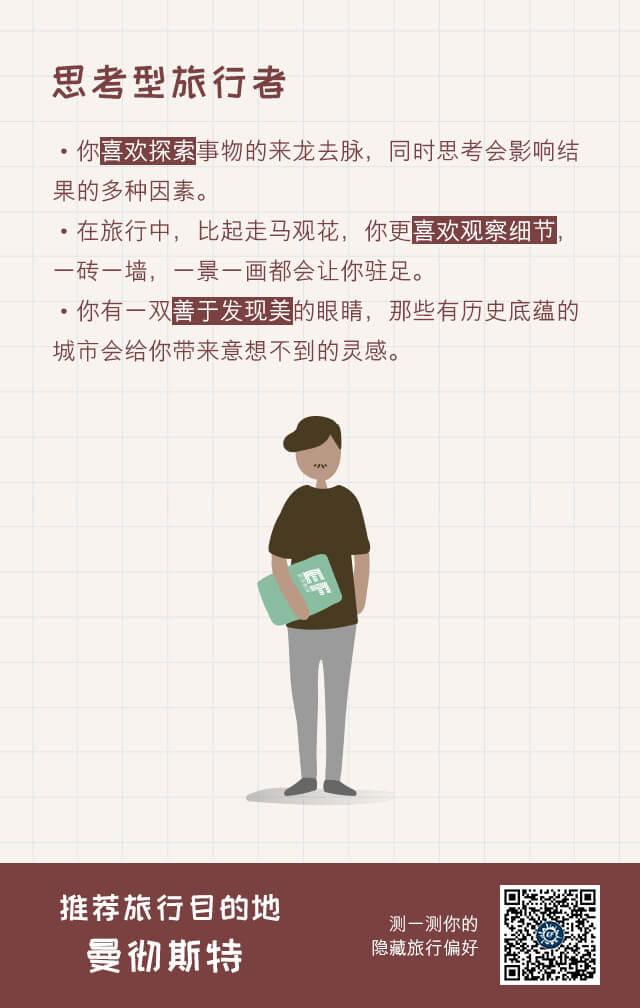 思考型旅行者
·你喜欢探索事物的来龙去脉，同时思考会影响结
果的多种因素。
·在旅行中，比起走马观花，你更喜欢观察细节，
一砖一墙，一景一画都会让你驻足。
·你有一双善于发现美的眼睛，那些有历史底蕴的
城市会给你带来意想不到的灵感。
EF
推荐旅行目的地
曼彻斯特
测一测你的
隐藏旅行偏好